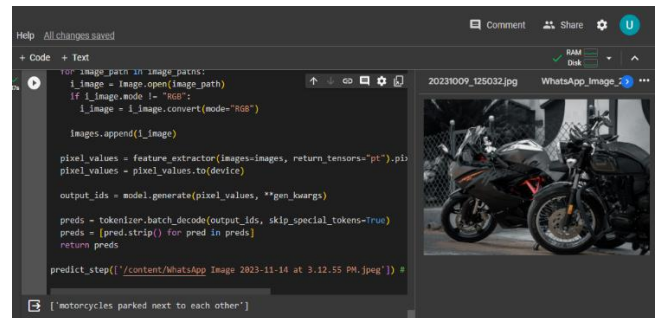 Comment Share U
Help All changes saved
+ Code + Text RAM
Disk
20231009_125032.jpg WhatsApp_Image_2
for image_path in image_paths:
i_image = Image.open(image_path)
if i_image.mode != "RGB":
i_image = i_image.convert(mode="RGB")
images.append(i_image)
pixel_values = feature_extractor(images=images, return_tensors="pt").pix
pixel_values = pixel_values.to(device)
output_ids = model.generate(pixel_values, **gen_kwargs)
preds = tokenizer.batch_decode(output_ids, skip_special_tokens=True)
preds = [pred.strip() for pred in preds]
return preds
predict_step(['/content/WhatsApp Image 2023-11-14 at 3.12.55 PM.jpeg']) #
['motorcycles parked next to each other']